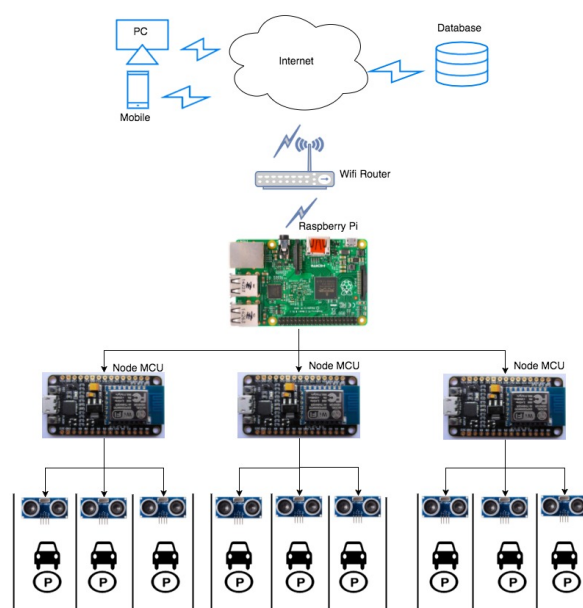 PC
Database
Internet
Mobile
Wifi Router
Raspberry Pi
Node MCU
Node MCU
Node MCU
P
P
P
P
P
P
P
P
P